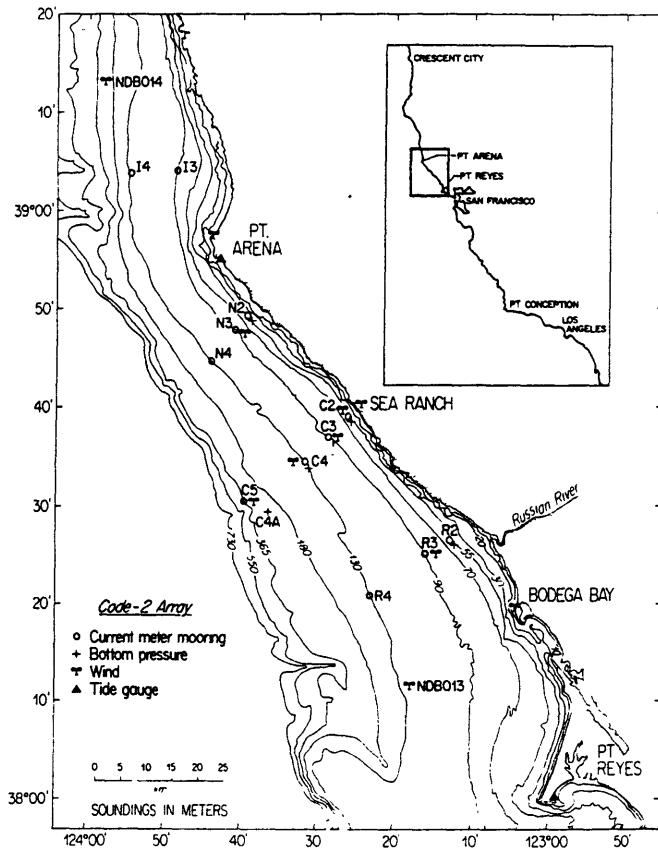 20'
10'
39°00'
50'
40'
30'
20'
10'
38°00'
124°00'
50'
40'
30'
20'
10'
123°00'
50'
NDBO14
I4
I3
PT.
ARENA
N2
N3
N4
C2
SEA RANCH
C3
C4
C5
C4A
R2
R3
R4
Russian River
BODEGA BAY
NDBO13
PT
REYES
730
550
365
180
130
90
70
55
20
CRESCENT CITY
PT ARENA
PT REYES
SAN FRANCISCO
PT CONCEPTION
LOS
ANGELES
Code-2 Array
Current meter mooring
Bottom pressure
Wind
Tide gauge
0 5 10 15 20 25
SOUNDINGS IN METERS